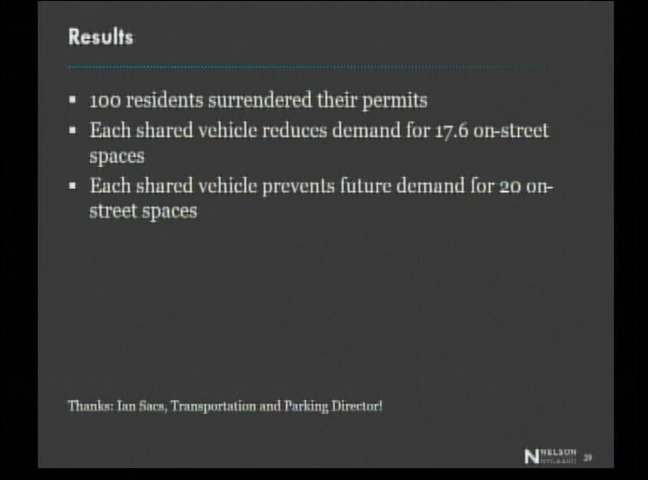 Results
▪ 100 residents surrendered their permits
▪ Each shared vehicle reduces demand for 17.6 on-street
spaces
▪ Each shared vehicle prevents future demand for 20 on-
street spaces
Thanks: Ian Sacs, Transportation and Parking Director!
NELSON
39